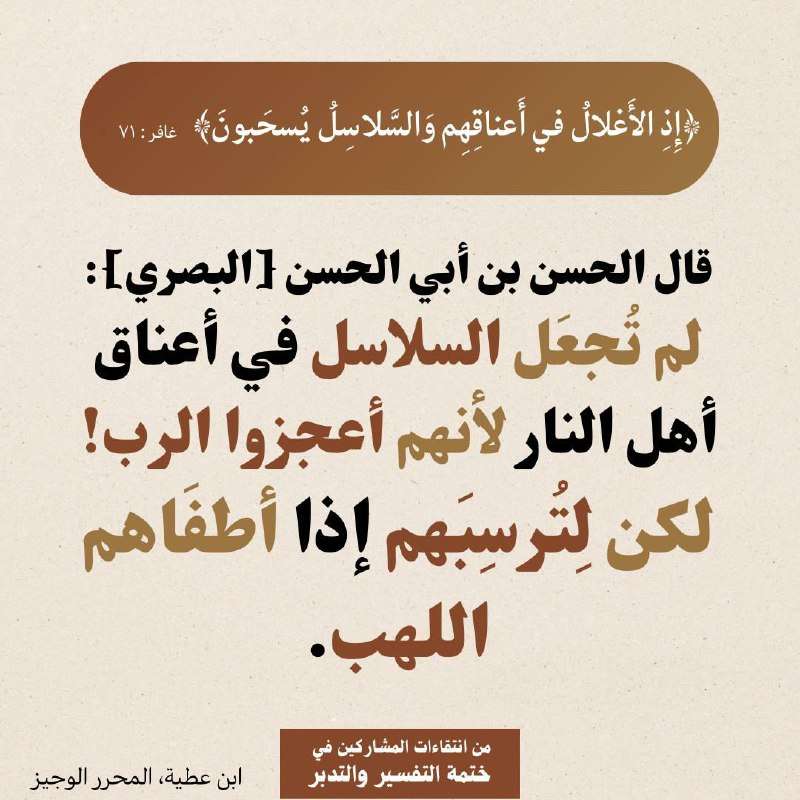 ﴿إِذِ الأَغلالُ في أَعناقِهِم وَالسَّلاسِلُ يُسحَبونَ﴾ غافر: ٧١
قال الحسن بن أبي الحسن [البصري]:
لم تُجعَل السلاسل في أعناق
أهل النار لأنهم أعجزوا الرب!
لكن لِتُرسِبَهم إذا أطفَاهم
اللهب.
من انتقاءات المشاركين في
ختمة التفسير والتدبر
ابن عطية، المحرر الوجيز